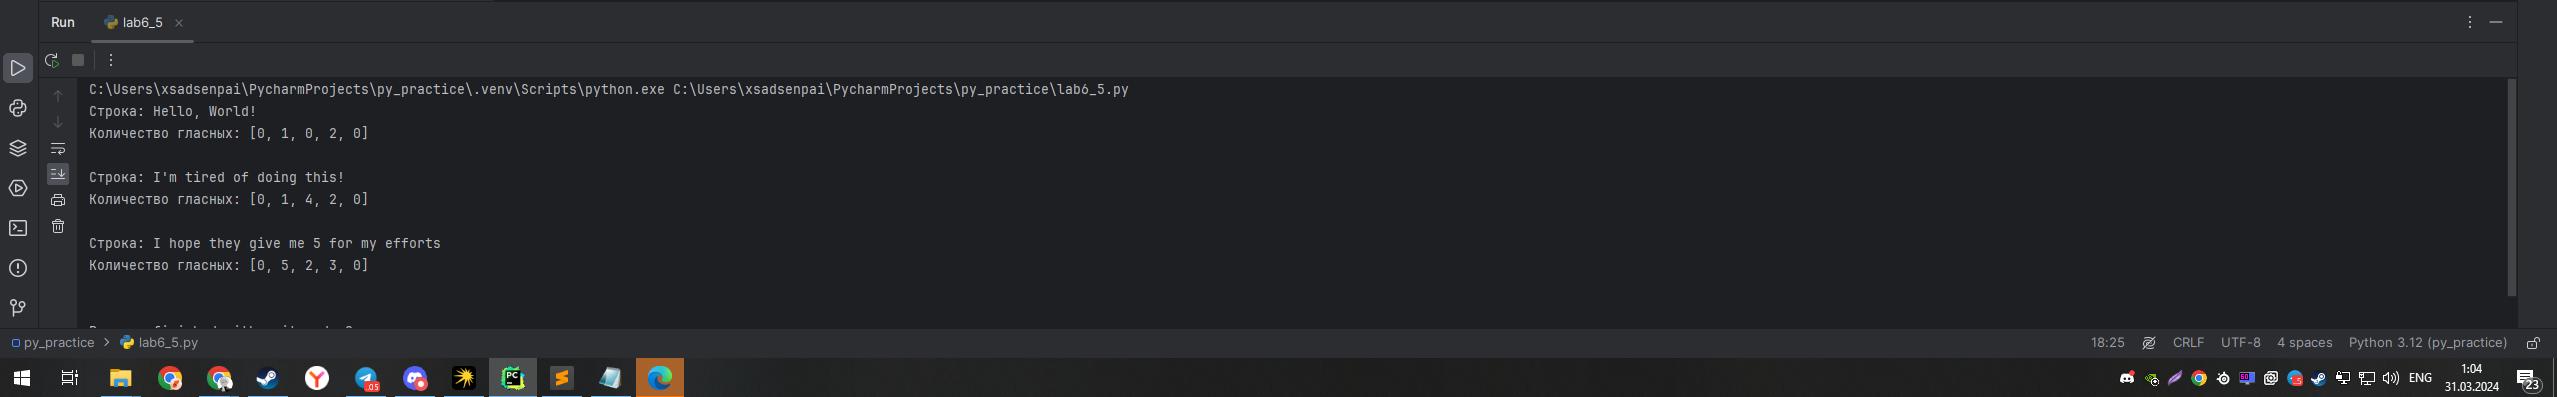 Run lab6_5
C:\Users\xsadsenpai\PycharmProjects\py_practice\.venv\Scripts\python.exe C:\Users\xsadsenpai\PycharmProjects\py_practice\lab6_5.py
Строка: Hello, World!
Количество гласных: [0, 1, 0, 2, 0]
Строка: I'm tired of doing this!
Количество гласных: [0, 1, 4, 2, 0]
Строка: I hope they give me 5 for my efforts
Количество гласных: [0, 5, 2, 3, 0]
py_practice > lab6_5.py 18:25 CRLF UTF-8 4 spaces Python 3.12 (py_practice)
ENG 1:04
31.03.2024 23